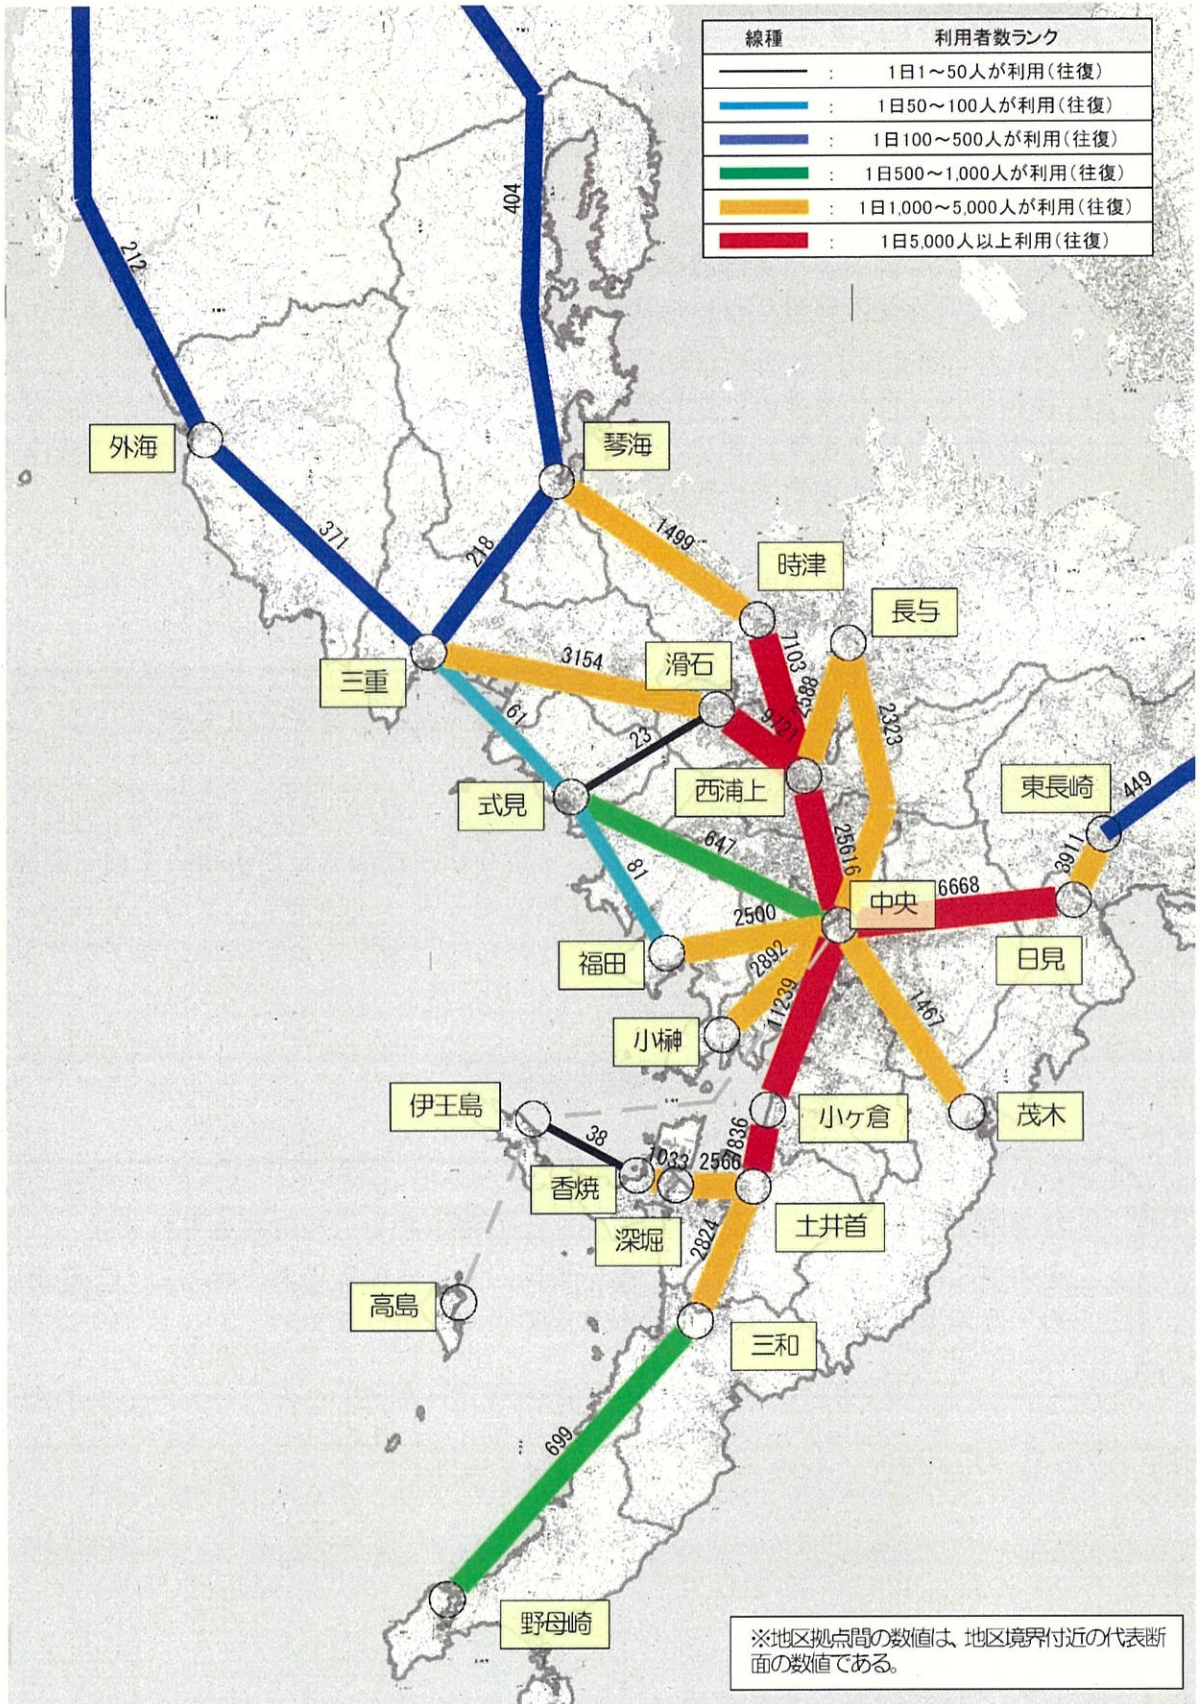 線種 利用者数ランク
： 1日1～50人が利用(往復)
： 1日50～100人が利用(往復)
： 1日100～500人が利用(往復)
： 1日500～1,000人が利用(往復)
： 1日1,000～5,000人が利用(往復)
： 1日5,000人以上利用(往復)
404
212
外海
琴海
371
218
1499
時津
長与
三重
3154
滑石
7103
2588
2323
61
23
9721
西浦上
東長崎
449
式見
647
25616
3911
81
中央
6668
2500
福田
2892
日見
11239
1467
小榊
伊王島
小ヶ倉
茂木
38
香焼
1033
2566
7836
深堀
土井首
2824
高島
三和
699
野母崎
※地区拠点間の数値は、地区境界付近の代表断
面の数値である。